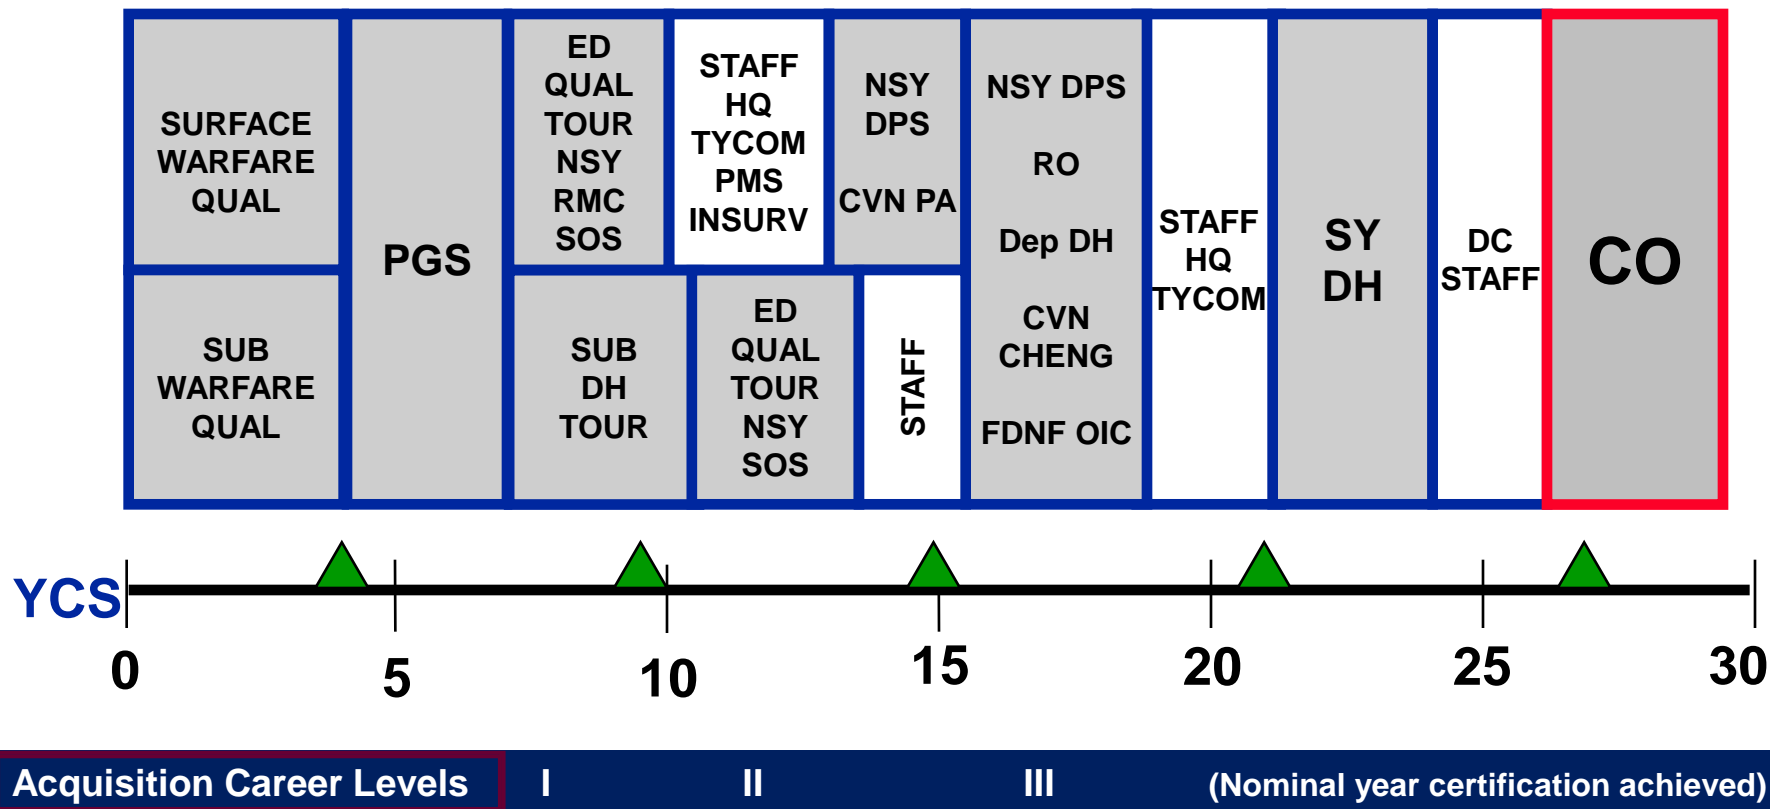 SURFACE
WARFARE
QUAL
SUB
WARFARE
QUAL
PGS
ED
QUAL
TOUR
NSY
RMC
SOS
SUB
DH
TOUR
STAFF
HQ
TYCOM
PMS
INSURV
ED
QUAL
TOUR
NSY
SOS
NSY
DPS
CVN PA
STAFF
NSY DPS
RO
Dep DH
CVN
CHENG
FDNF OIC
STAFF
HQ
TYCOM
SY
DH
DC
STAFF
CO
YCS
0 5 10 15 20 25 30
Acquisition Career Levels I II III (Nominal year certification achieved)